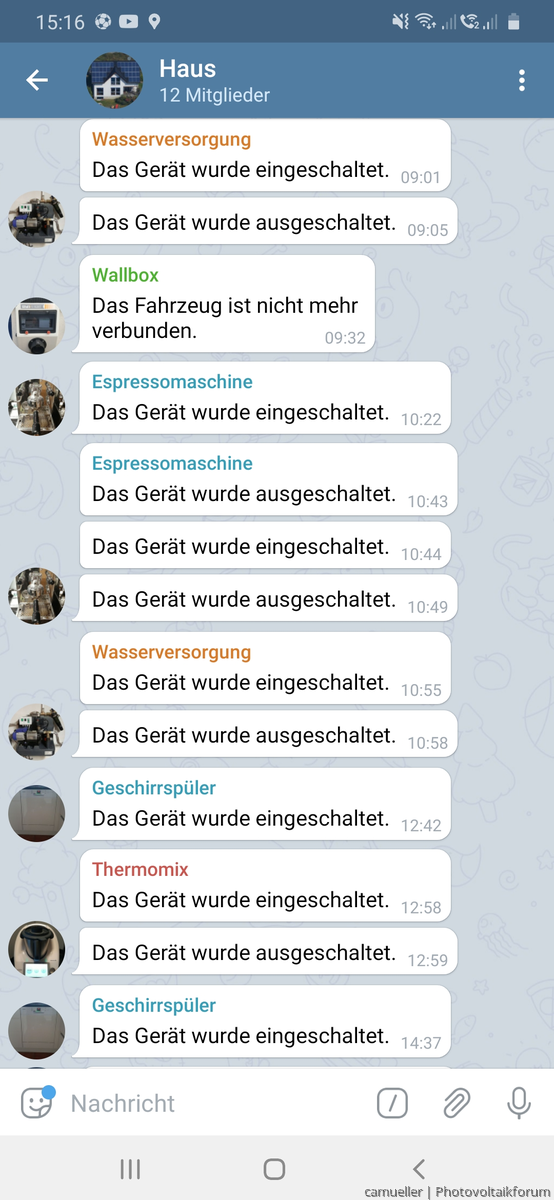 15:16
Haus
12 Mitglieder
Wasserversorgung
Das Gerät wurde eingeschaltet. 09:01
Das Gerät wurde ausgeschaltet. 09:05
Wallbox
Das Fahrzeug ist nicht mehr
verbunden. 09:32
Espressomaschine
Das Gerät wurde eingeschaltet. 10:22
Espressomaschine
Das Gerät wurde ausgeschaltet. 10:43
Das Gerät wurde eingeschaltet. 10:44
Das Gerät wurde ausgeschaltet. 10:49
Wasserversorgung
Das Gerät wurde eingeschaltet. 10:55
Das Gerät wurde ausgeschaltet. 10:58
Geschirrspüler
Das Gerät wurde eingeschaltet. 12:42
Thermomix
Das Gerät wurde eingeschaltet. 12:58
Das Gerät wurde ausgeschaltet. 12:59
Geschirrspüler
Das Gerät wurde eingeschaltet. 14:37
Nachricht
camueller | Photovoltaikforum